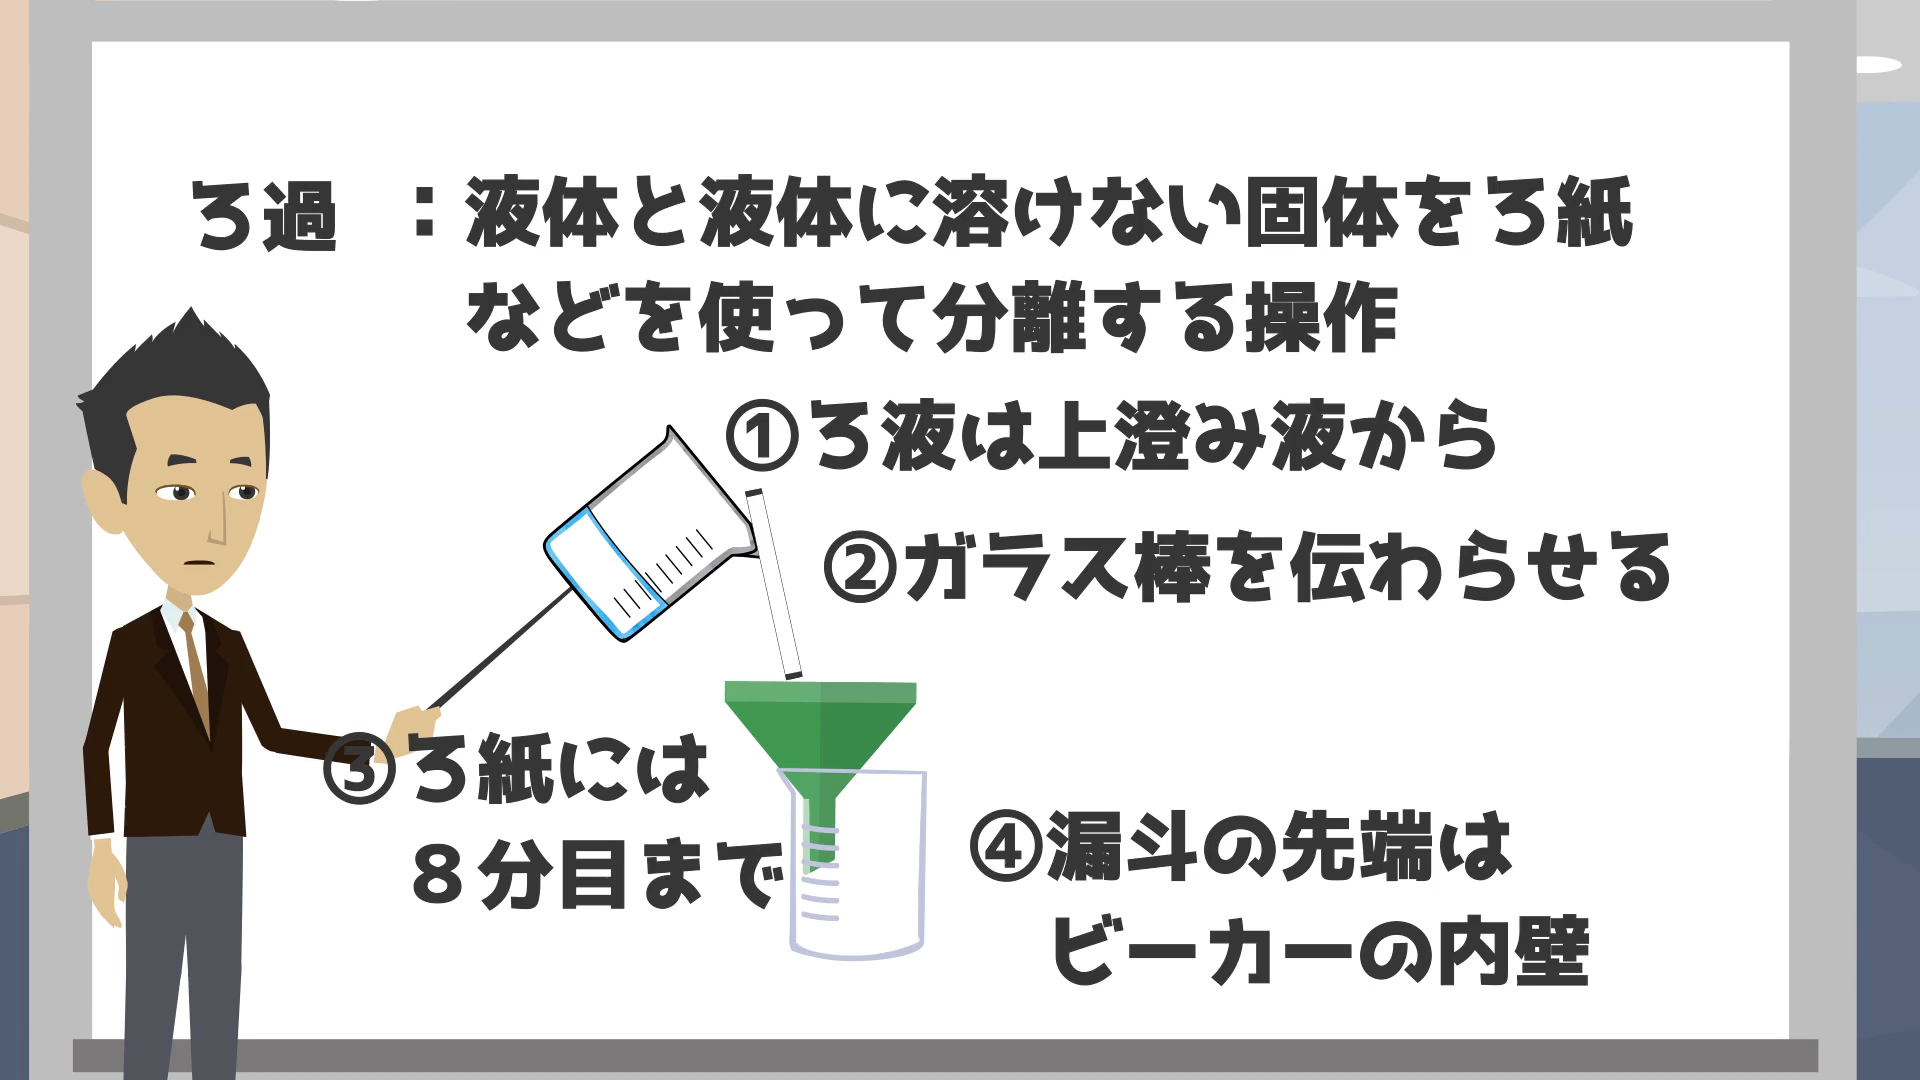 ろ過 ：液体と液体に溶けない固体をろ紙
などを使って分離する操作
①ろ液は上澄み液から
②ガラス棒を伝わらせる
③ろ紙には
８分目まで
④漏斗の先端は
ビーカーの内壁